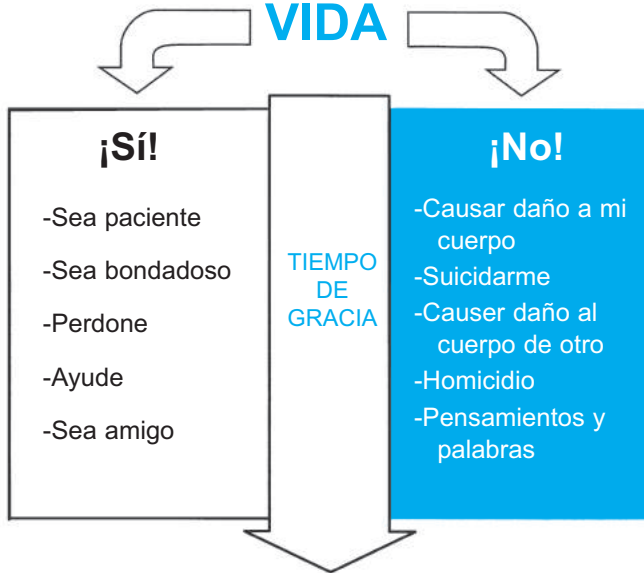 VIDA
¡Sí!
-Sea paciente
-Sea bondadoso
-Perdone
-Ayude
-Sea amigo
TIEMPO
DE
GRACIA
¡No!
-Causar daño a mi
cuerpo
-Suicidarme
-Causer daño al
cuerpo de otro
-Homicidio
-Pensamientos y
palabras